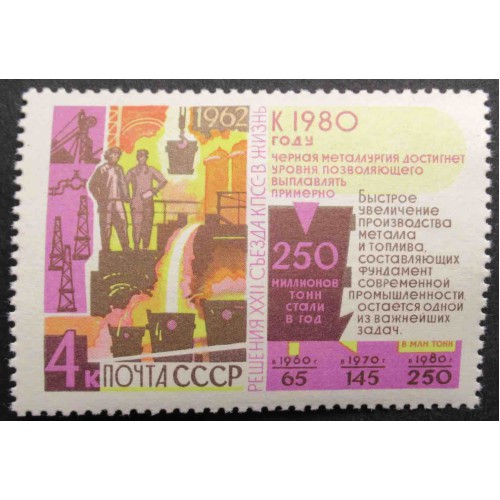 1962
4к ПОЧТА СССР
РЕШЕНИЯ XXII СЪЕЗДА КПСС-В ЖИЗНЬ
К 1980
ГОДУ
ЧЕРНАЯ МЕТАЛЛУРГИЯ ДОСТИГНЕТ
УРОВНЯ ПОЗВОЛЯЮЩЕГО
ВЫПЛАВЛЯТЬ
ПРИМЕРНО
250
МИЛЛИОНОВ
ТОНН
СТАЛИ
В ГОД
БЫСТРОЕ
УВЕЛИЧЕНИЕ
ПРОИЗВОДСТВА
МЕТАЛЛА
И ТОПЛИВА,
СОСТАВЛЯЮЩИХ
ФУНДАМЕНТ
СОВРЕМЕННОЙ
ПРОМЫШЛЕННОСТИ,
ОСТАЕТСЯ ОДНОЙ
ИЗ ВАЖНЕЙШИХ
ЗАДАЧ.
В МЛН ТОНН
в 1960 г. в 1970 г. в 1980 г.
65 145 250